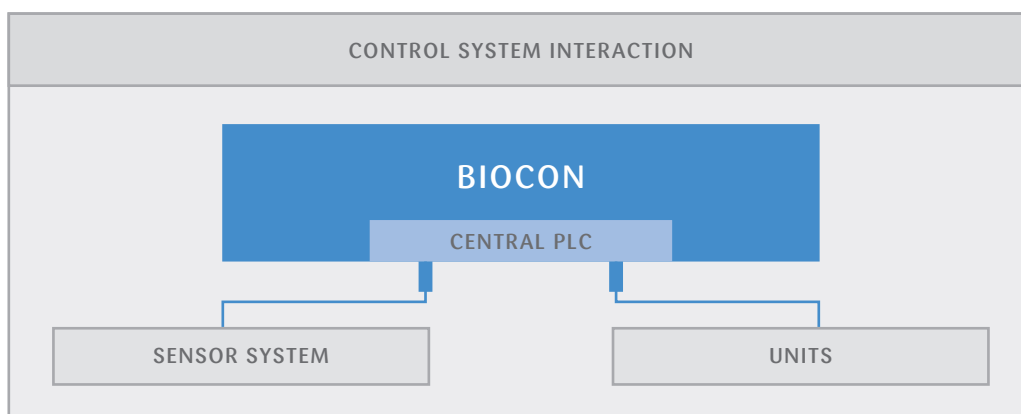 CONTROL SYSTEM INTERACTION
BIOCON
CENTRAL PLC
SENSOR SYSTEM
UNITS